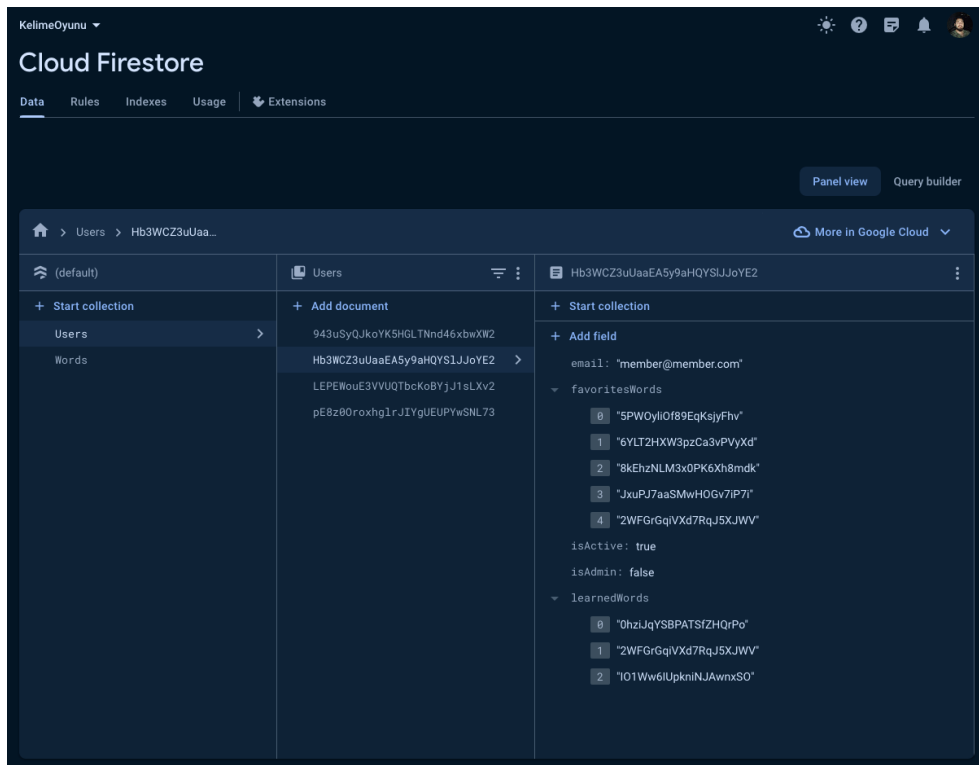 KelimeOyunu
Cloud Firestore
Data Rules Indexes Usage Extensions
Panel view Query builder
Users Hb3WCZ3uUaa...
More in Google Cloud
(default)
Start collection
Users
Words
Users
Add document
943uSyQJkoYK5HGLTNnd46xbwXW2
Hb3WCZ3uUaaEA5y9aHQYSlJJoYE2
LEPEWouE3VVUQTbcKoBYjJ1sLXv2
pE8z0OroxhglrJIYgUEUPYwSNL73
Hb3WCZ3uUaaEA5y9aHQYSlJJoYE2
Start collection
Add field
email: "member@member.com"
favoritesWords
0 "5PWOyliOf89EqKsjyFhv"
1 "6YLT2HXW3pzCa3vPVyXd"
2 "8kEhzNLM3x0PK6Xh8mdk"
3 "JxuPJ7aaSMwHOGv7iP7i"
4 "2WFGrGqiVXd7RqJ5XJWV"
isActive: true
isAdmin: false
learnedWords
0 "0hziJqYSBPATSfZHQrPo"
1 "2WFGrGqiVXd7RqJ5XJWV"
2 "IO1Ww6IUpkniNJAwnxSO"